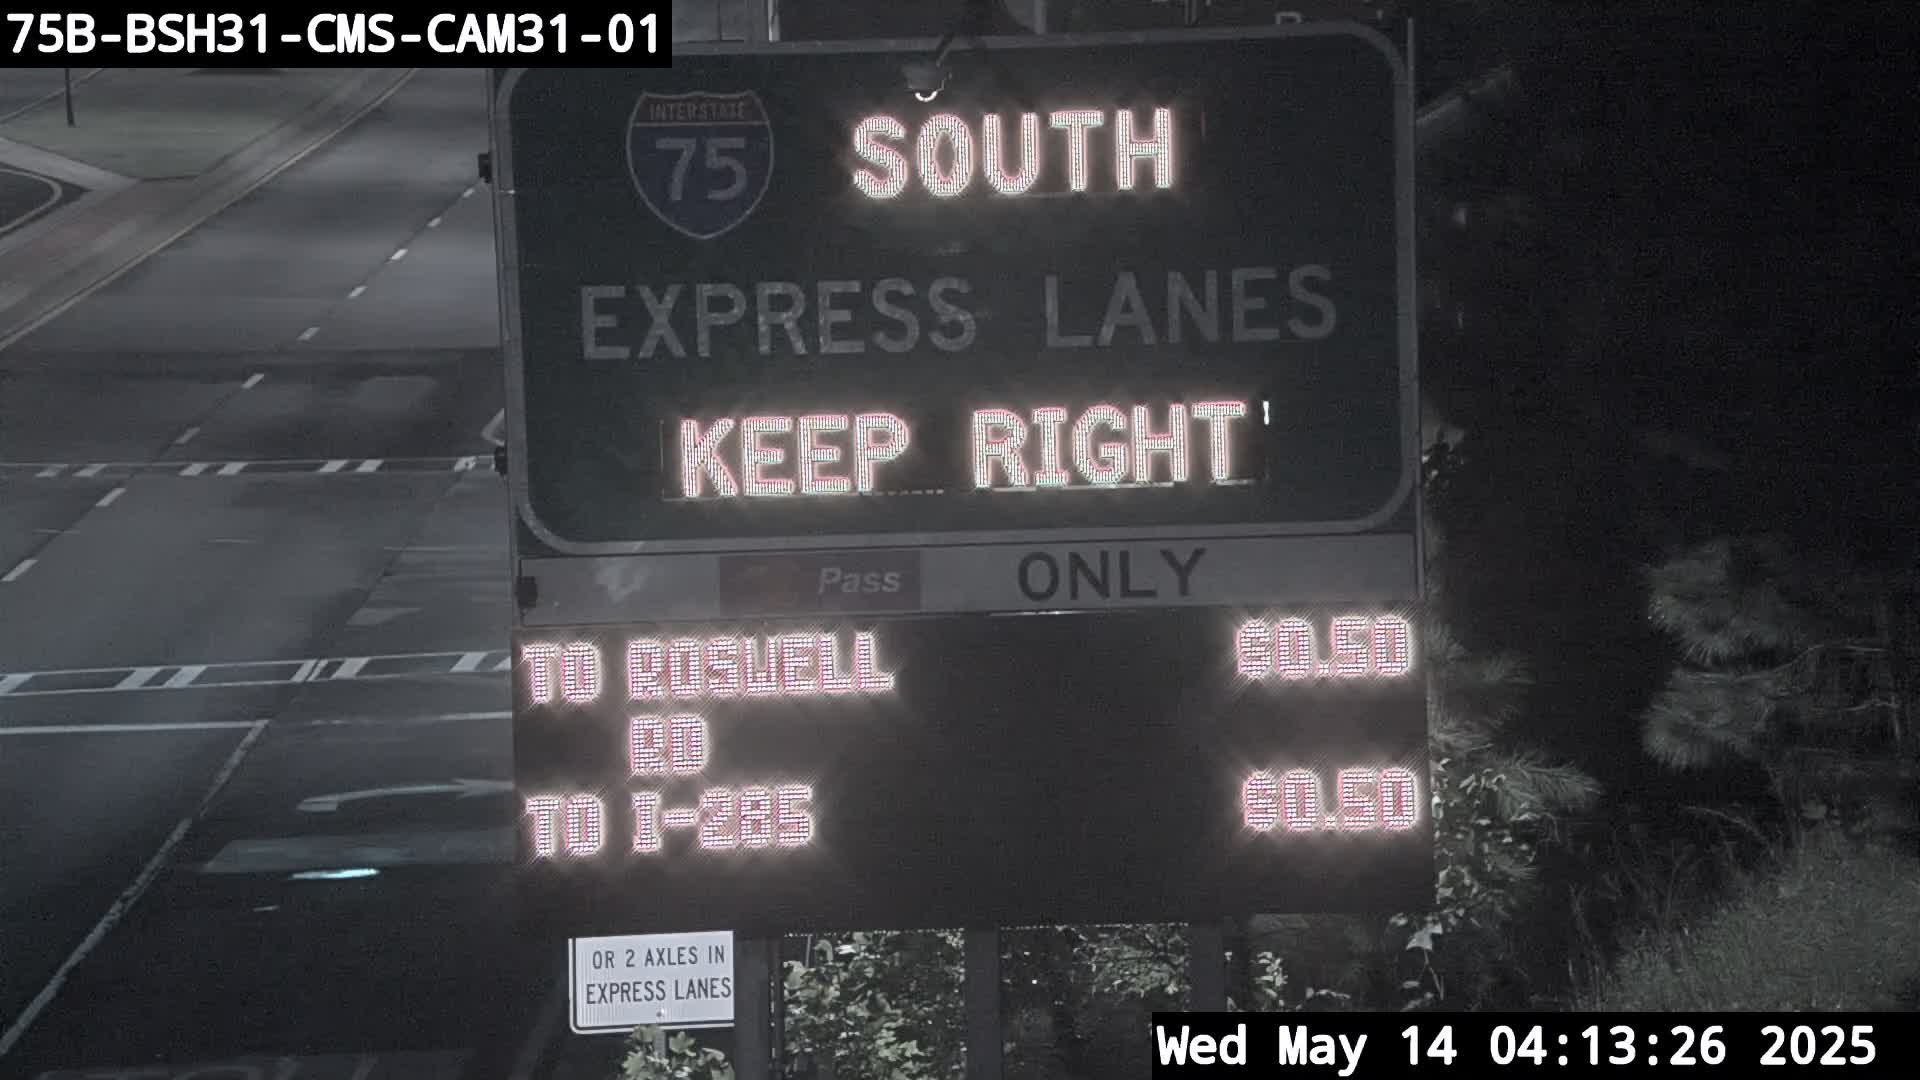 75B-BSH31-CMS-CAM31-01
INTERSTATE
75
SOUTH
EXPRESS LANES
KEEP RIGHT
Pass ONLY
TO ROSWELL $0.50
RD
TO I-285 $0.50
OR 2 AXLES IN
EXPRESS LANES
Wed May 14 04:13:26 2025